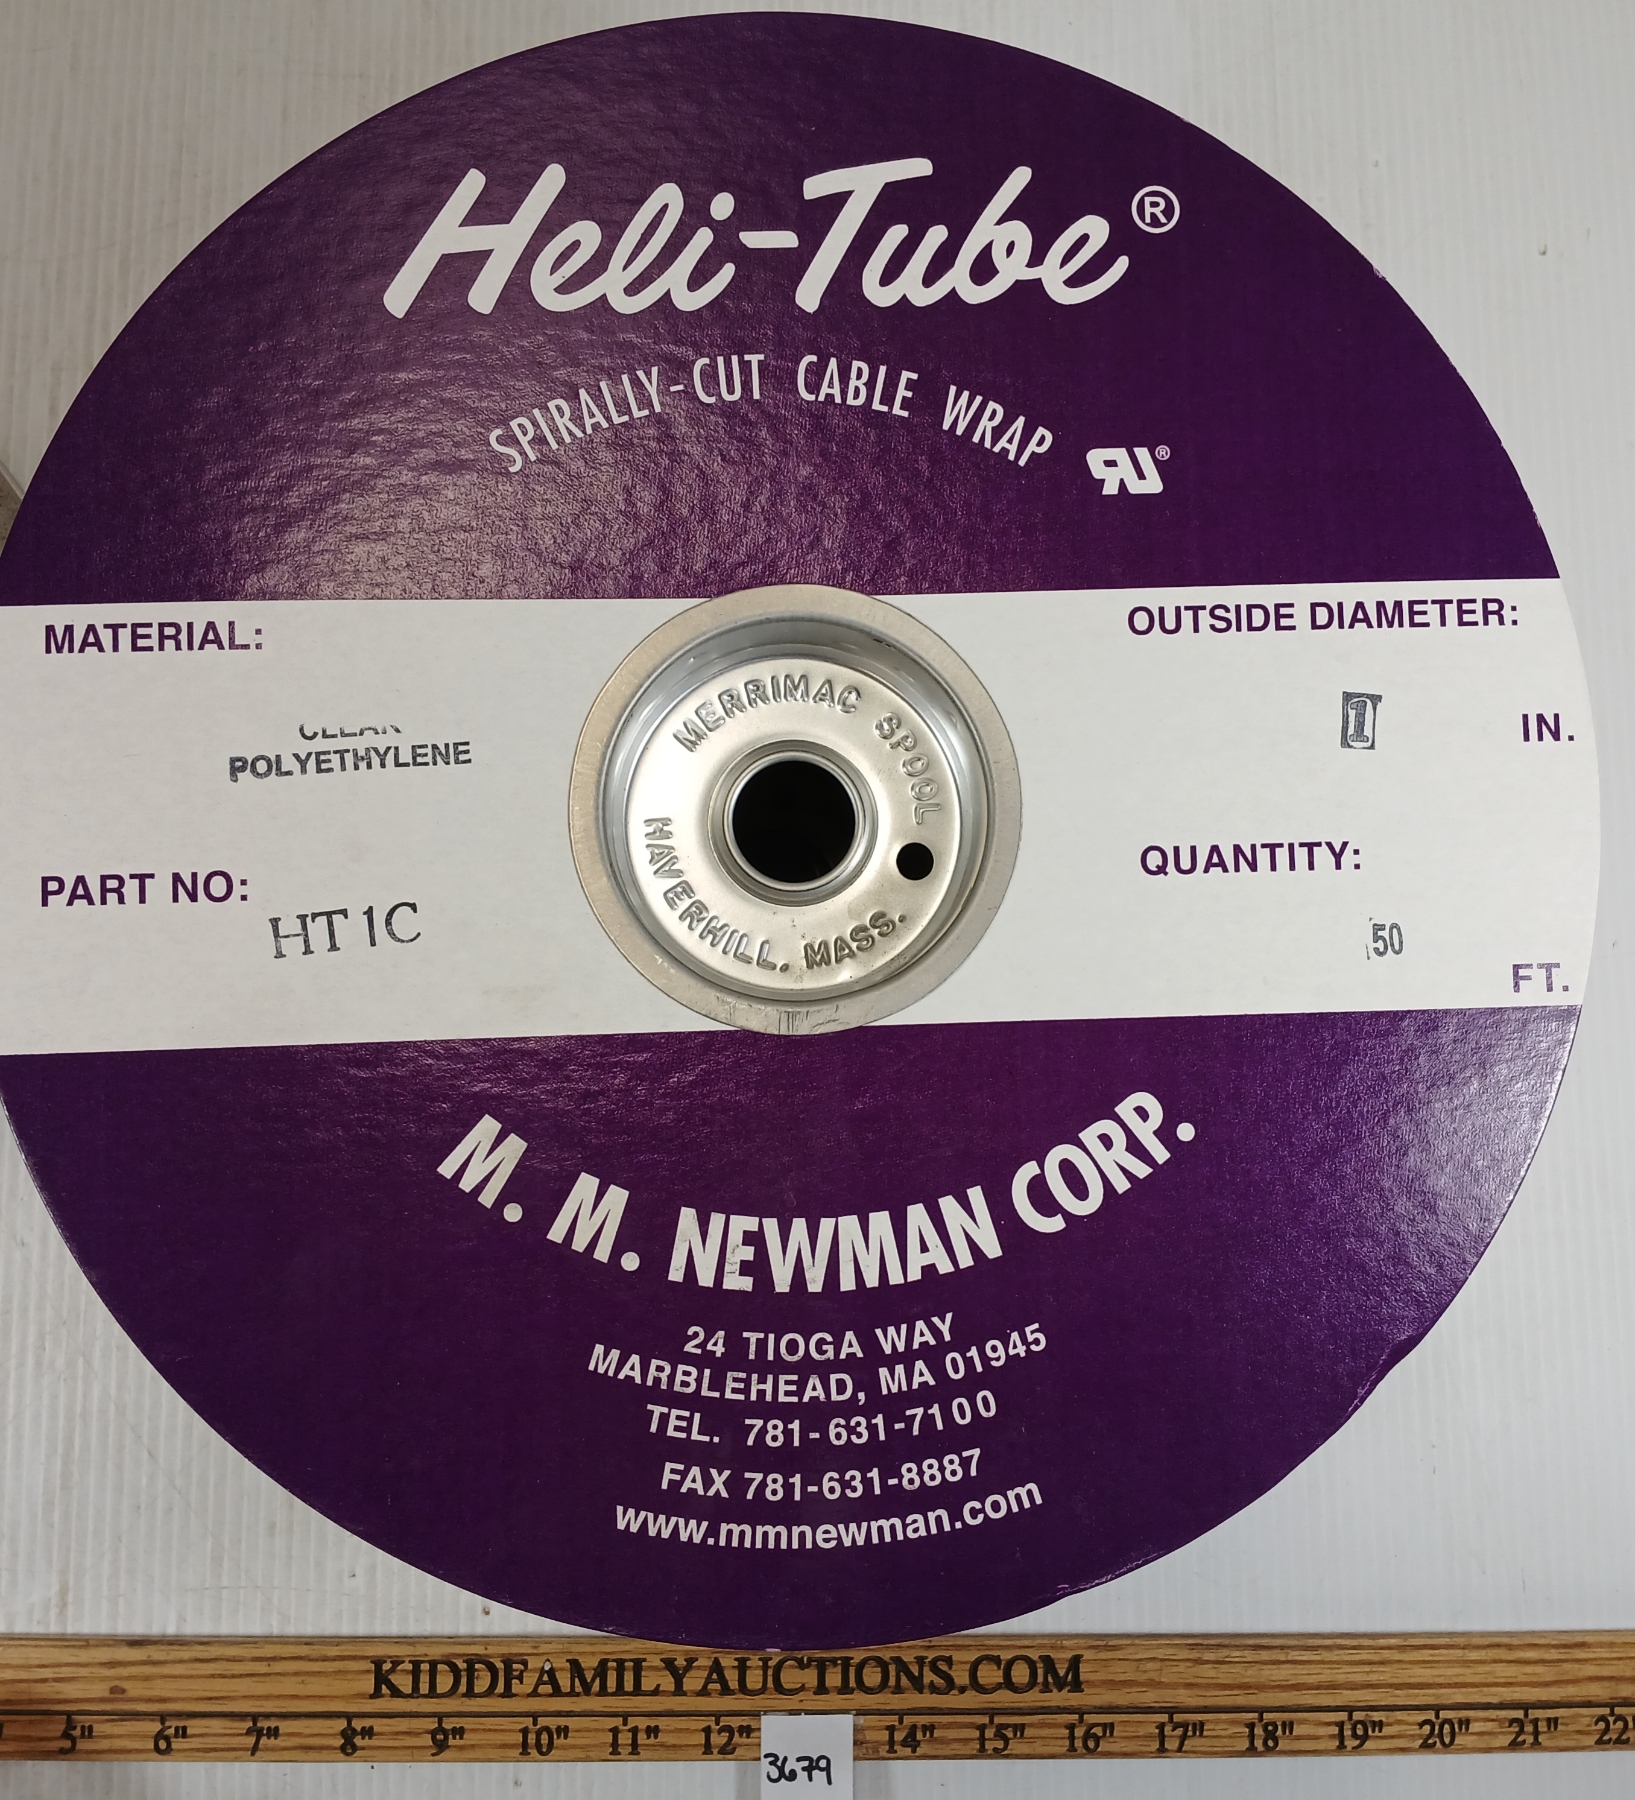 Heli-Tube®
SPIRALLY-CUT CABLE WRAP
RU®
MATERIAL:
CLEAR
POLYETHYLENE
PART NO:
HT1C
OUTSIDE DIAMETER:
1 IN.
QUANTITY:
50
FT.
MERRIMAC SPOOL
HAVERHILL. MASS.
M. M. NEWMAN CORP.
24 TIOGA WAY
MARBLEHEAD, MA 01945
TEL. 781-631-7100
FAX 781-631-8887
www.mmnewman.com
KIDDFAMILYAUCTIONS.COM
5" 6" 7" 8" 9" 10" 11" 12" 14" 15" 16" 17" 18" 19" 20" 21" 22"
3679